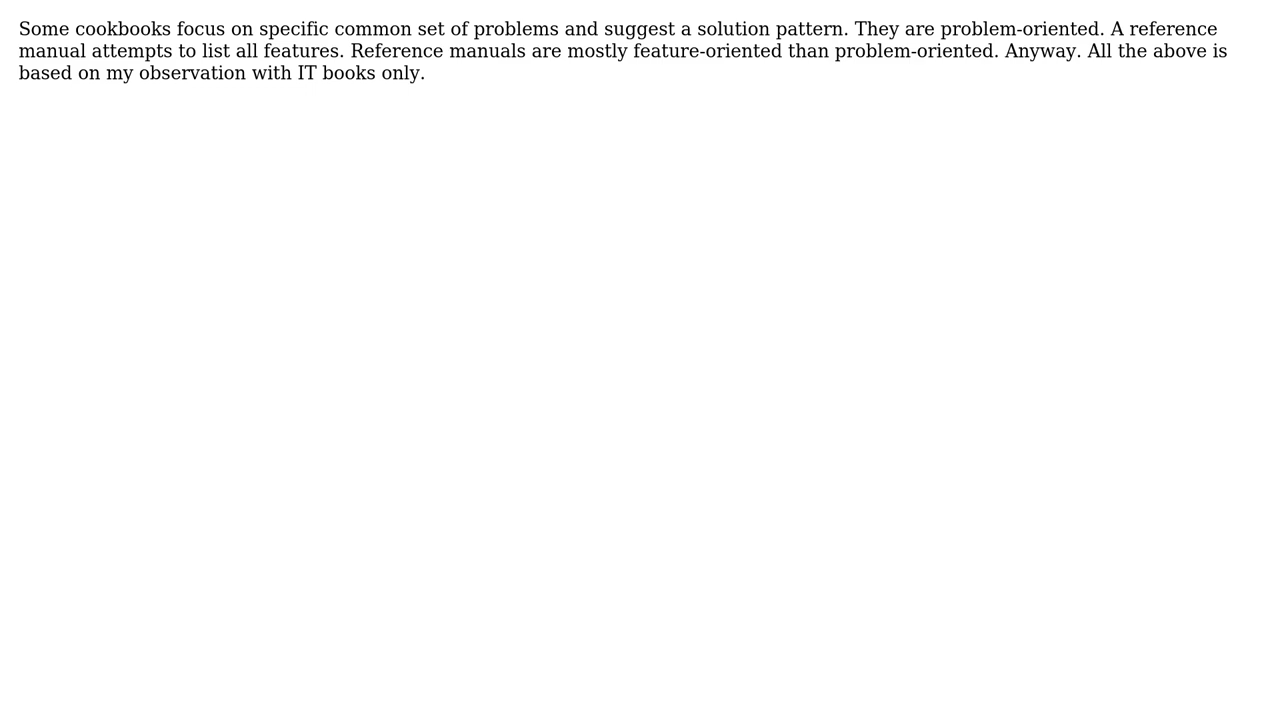 Some cookbooks focus on specific common set of problems and suggest a solution pattern. They are problem-oriented. A reference
manual attempts to list all features. Reference manuals are mostly feature-oriented than problem-oriented. Anyway. All the above is
based on my observation with IT books only.